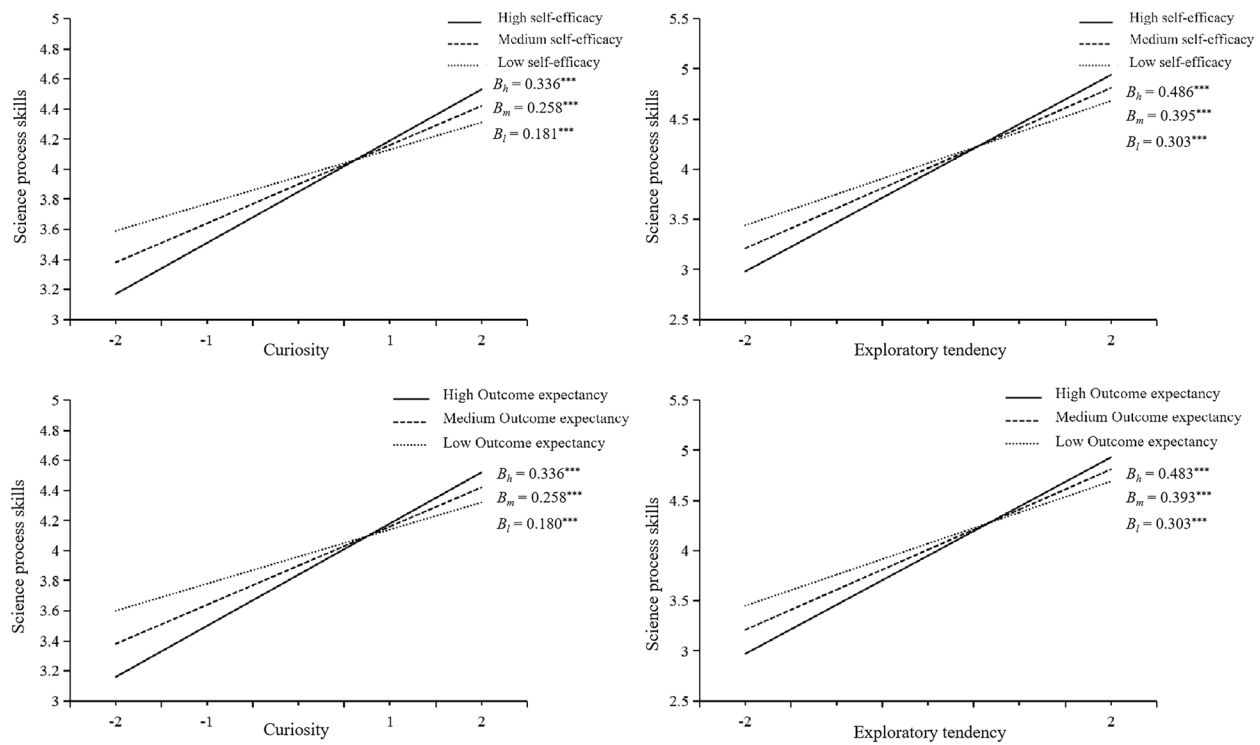 High self-efficacy
Medium self-efficacy
Low self-efficacy
Bh = 0.336***
Bm = 0.258***
Bl = 0.181***
5
4.8
4.6
4.4
4.2
4
3.8
3.6
3.4
3.2
3
Science process skills
-2
-1
1
2
Curiosity
High self-efficacy
Medium self-efficacy
Low self-efficacy
Bh = 0.486***
Bm = 0.395***
Bl = 0.303***
5.5
5
4.5
4
3.5
3
2.5
Science process skills
-2
2
Exploratory tendency
High Outcome expectancy
Medium Outcome expectancy
Low Outcome expectancy
Bh = 0.336***
Bm = 0.258***
Bl = 0.180***
5
4.8
4.6
4.4
4.2
4
3.8
3.6
3.4
3.2
3
Science process skills
-2
-1
1
2
Curiosity
High Outcome expectancy
Medium Outcome expectancy
Low Outcome expectancy
Bh = 0.483***
Bm = 0.393***
Bl = 0.303***
5.5
5
4.5
4
3.5
3
2.5
Science process skills
-2
2
Exploratory tendency